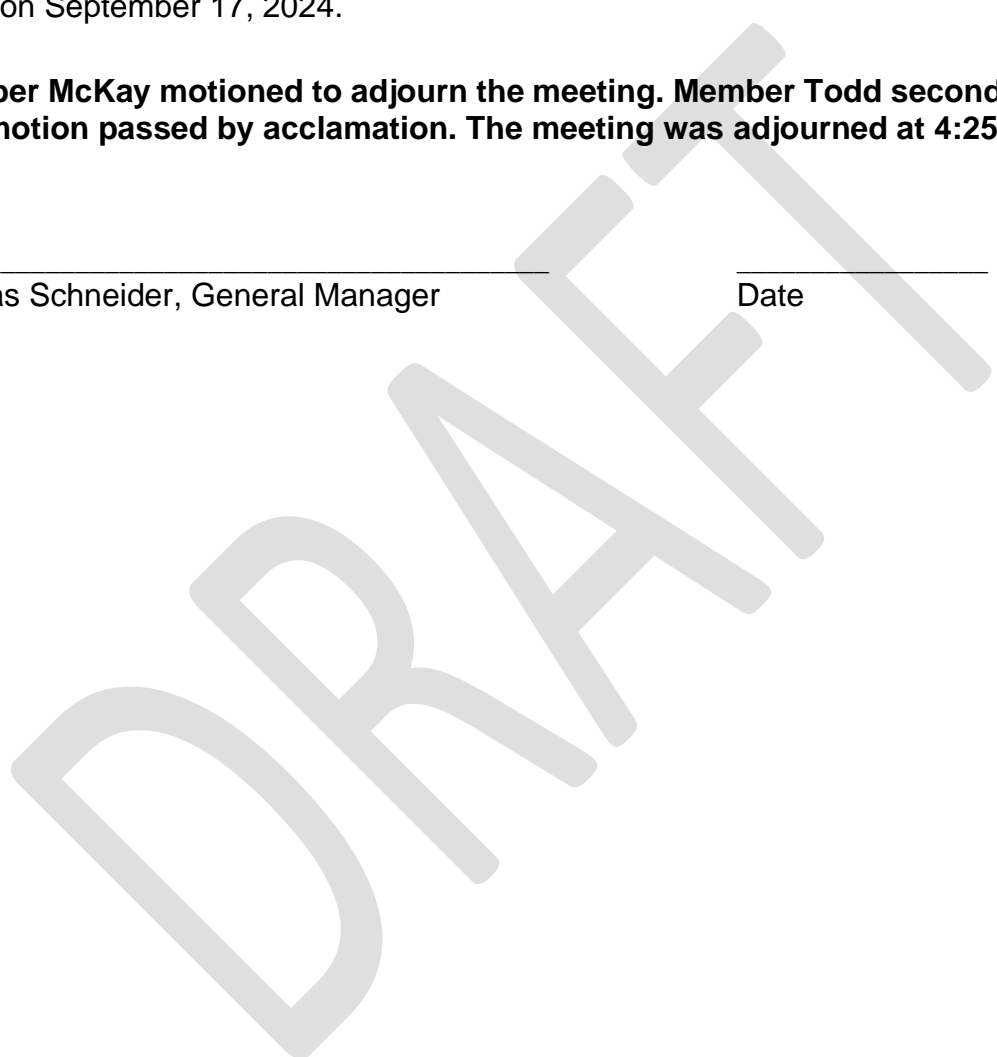 on September 17, 2024.
ber McKay motioned to adjourn the meeting. Member Todd second
motion passed by acclamation. The meeting was adjourned at 4:25
as Schneider, General Manager Date
DRAFT